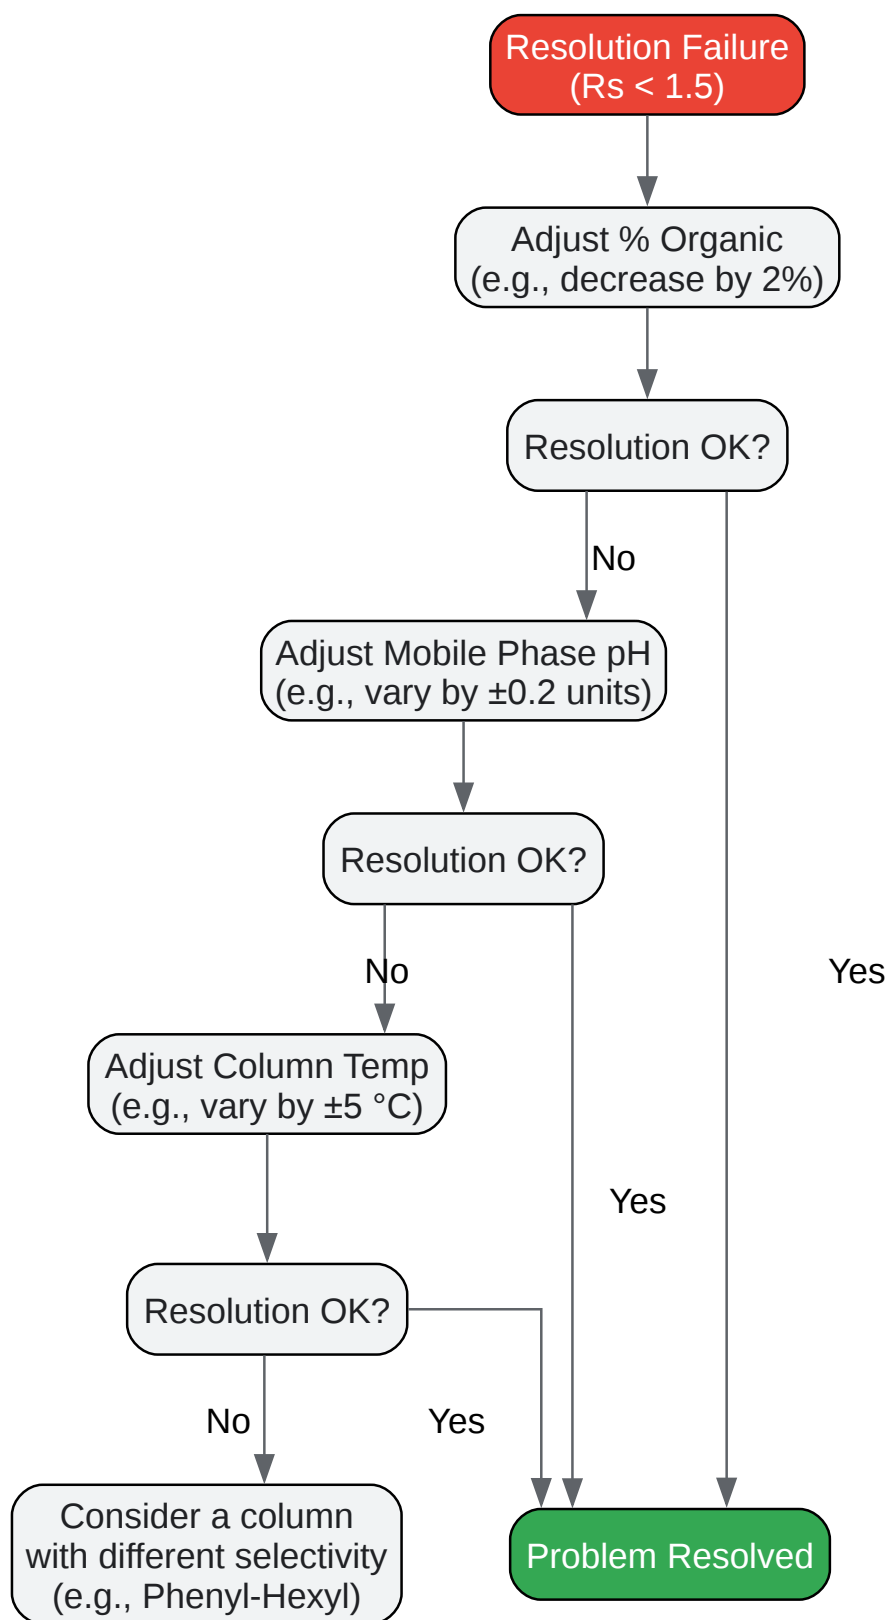 Resolution Failure
(Rs < 1.5)
Adjust % Organic
(e.g., decrease by 2%)
Resolution OK?
No
Adjust Mobile Phase pH
(e.g., vary by ±0.2 units)
Resolution OK?
No
Yes
Adjust Column Temp
(e.g., vary by ±5 °C)
Yes
Resolution OK?
No
Yes
Consider a column
with different selectivity
(e.g., Phenyl-Hexyl)
Problem Resolved